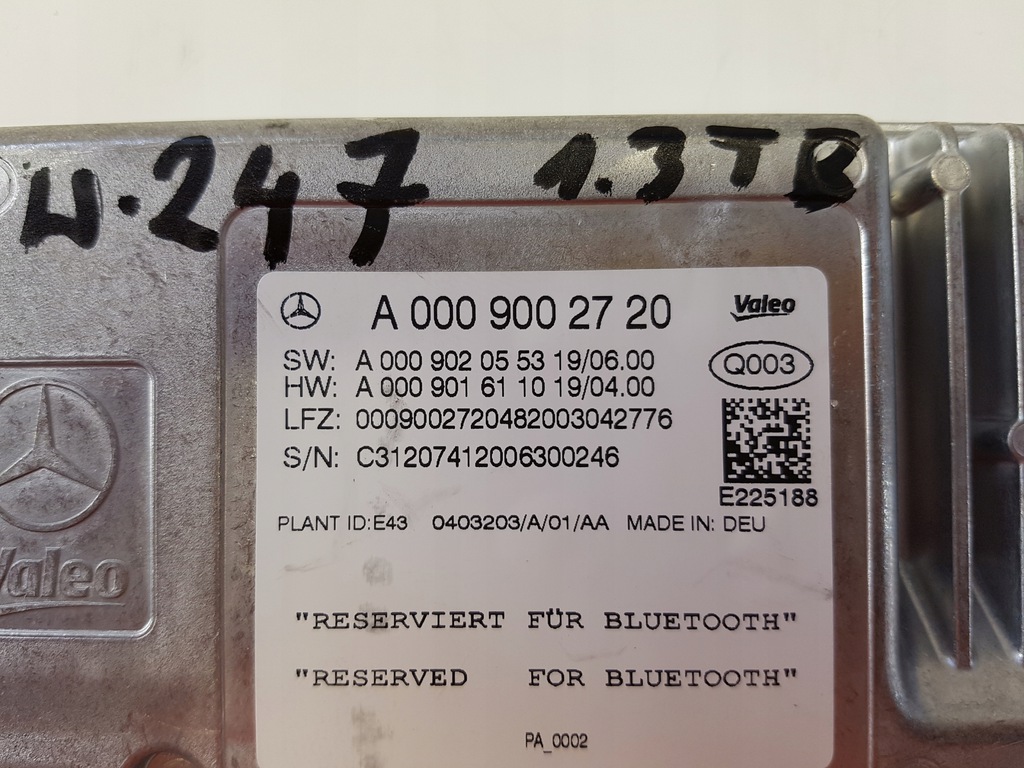 W.247 1.3TB
A 000 900 27 20
Valeo
SW: A 000 902 05 53 19/06.00
Q003
HW: A 000 901 61 10 19/04.00
LFZ: 0009002720482003042776
S/N: C31207412006300246
E225188
PLANT ID:E43 0403203/A/01/AA MADE IN: DEU
Valeo
"RESERVIERT FÜR BLUETOOTH"
"RESERVED FOR BLUETOOTH"
PA_0002